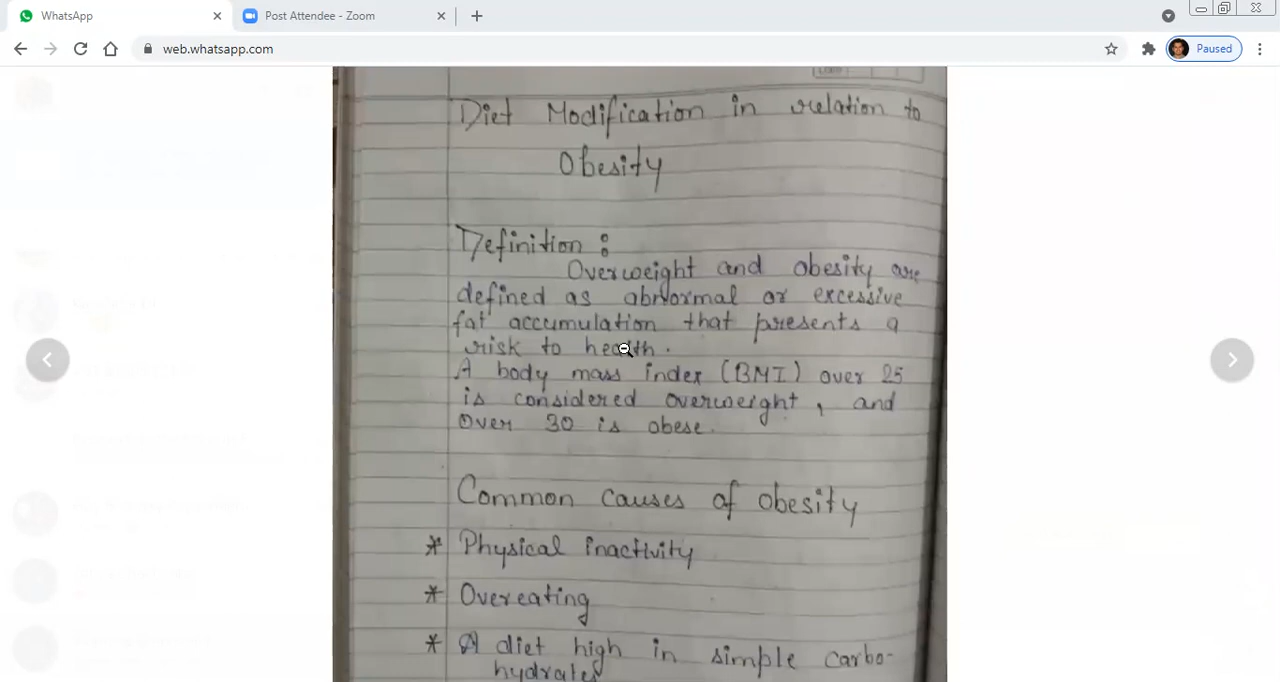 WhatsApp
Post Attendee - Zoom
web.whatsapp.com
Paused
Diet Modification in relation to
Obesity
Definition :
Overweight and obesity are
defined as abnormal or excessive
fat accumulation that presents a
risk to health.
A body mass index (BMI) over 25
is considered overweight, and
over 30 is obese.
Common causes of obesity
* Physical inactivity
* Overeating
* A diet high in simple carbo-
hydrates